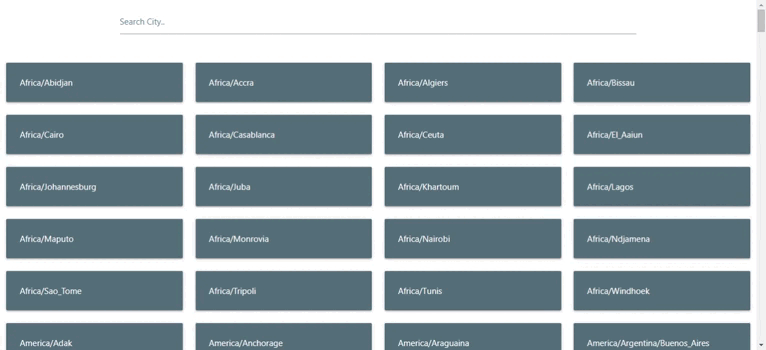 Search City..
Africa/Abidjan
Africa/Accra
Africa/Algiers
Africa/Bissau
Africa/Cairo
Africa/Casablanca
Africa/Ceuta
Africa/El_Aaiun
Africa/Johannesburg
Africa/Juba
Africa/Khartoum
Africa/Lagos
Africa/Maputo
Africa/Monrovia
Africa/Nairobi
Africa/Ndjamena
Africa/Sao_Tome
Africa/Tripoli
Africa/Tunis
Africa/Windhoek
America/Adak
America/Anchorage
America/Araguaina
America/Argentina/Buenos_Aires